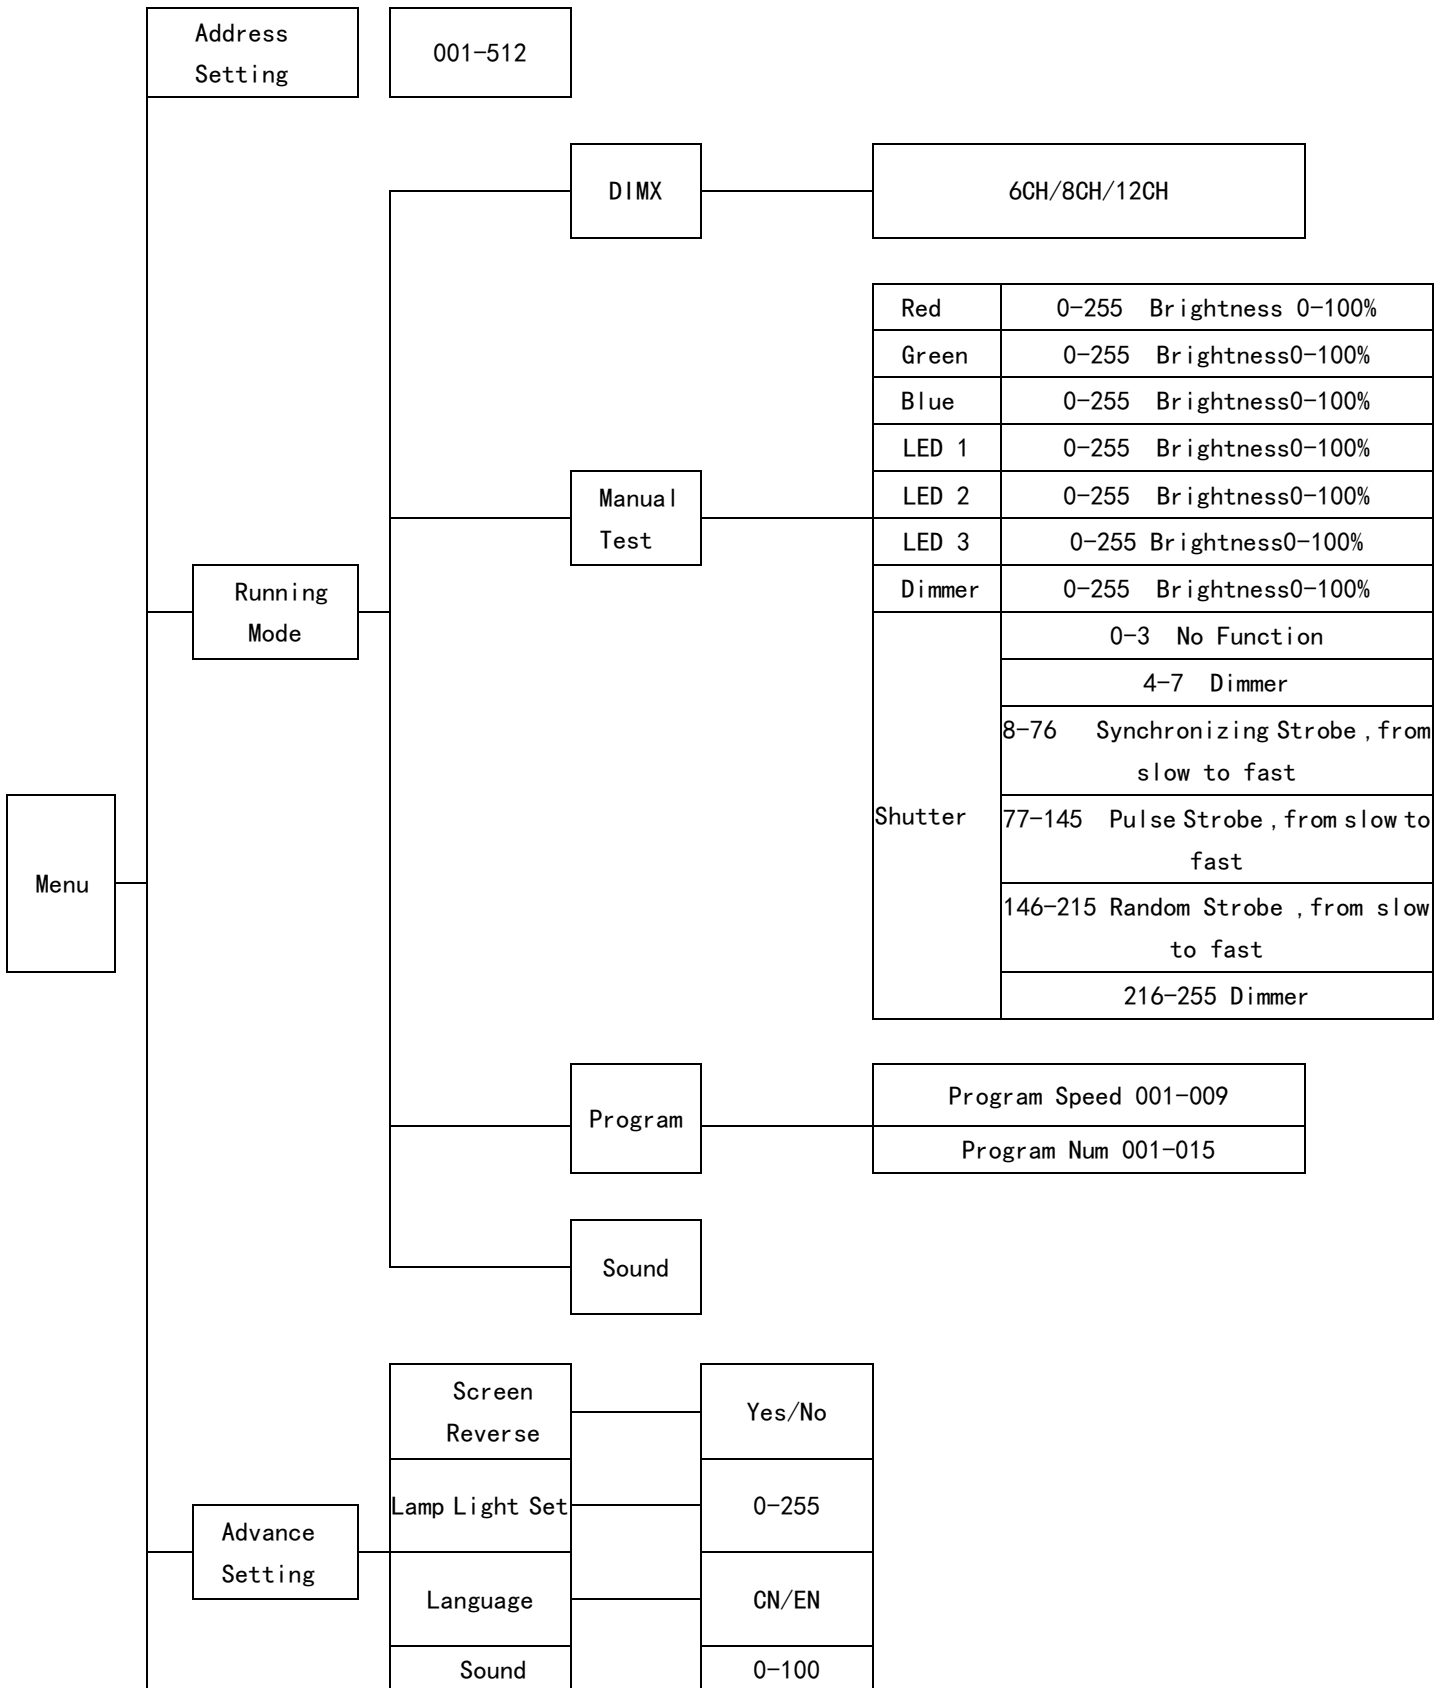 Address
Setting
001-512
DIMX
6CH/8CH/12CH
Red 0-255 Brightness 0-100%
Green 0-255 Brightness0-100%
Blue 0-255 Brightness0-100%
LED 1 0-255 Brightness0-100%
Manual
Test
LED 2 0-255 Brightness0-100%
LED 3 0-255 Brightness0-100%
Dimmer 0-255 Brightness0-100%
Running
Mode
Shutter
0-3 No Function
4-7 Dimmer
8-76 Synchronizing Strobe ,from
slow to fast
77-145 Pulse Strobe ,from slow to
fast
146-215 Random Strobe ,from slow
to fast
216-255 Dimmer
Menu
Program
Program Speed 001-009
Program Num 001-015
Sound
Screen
Reverse
Yes/No
Lamp Light Set
0-255
Advance
Setting
Language
CN/EN
Sound
0-100